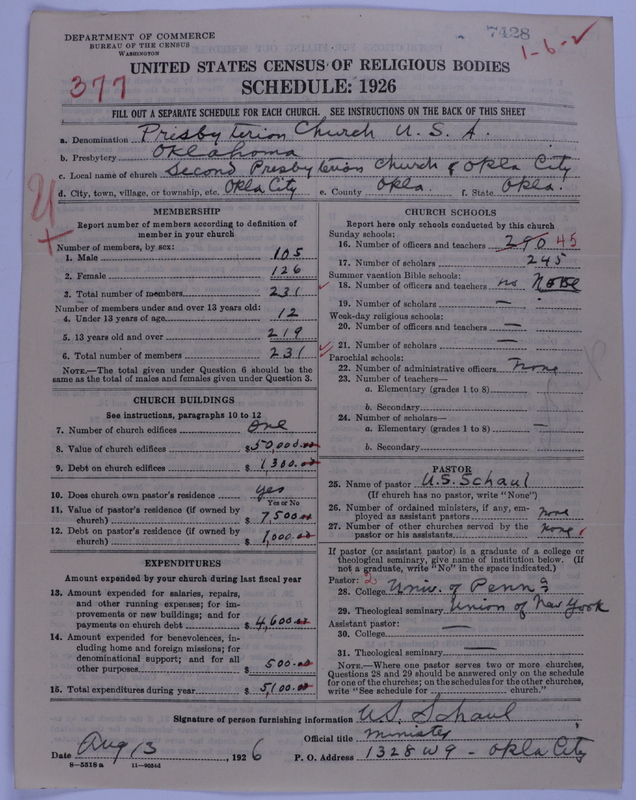 DEPARTMENT OF COMMERCE
BUREAU OF THE CENSUS
WASHINGTON
7428
1-6-2
377
UNITED STATES CENSUS OF RELIGIOUS BODIES
SCHEDULE: 1926
FILL OUT A SEPARATE SCHEDULE FOR EACH CHURCH. SEE INSTRUCTIONS ON THE BACK OF THIS SHEET
a. Denomination Presbyterion Church U. S. A.
b. Presbytery Oklahoma
c. Local name of church Second Presbyterion Church of Okla City
d. City, town, village, or township, etc. Okla City e. County Okla. f. State Okla.
MEMBERSHIP
Report number of members according to definition of
member in your church
Number of members, by sex:
1. Male 105
2. Female 126
3. Total number of members 231
Number of members under and over 13 years old:
4. Under 13 years of age 12
5. 13 years old and over 219
6. Total number of members 231
NOTE.—The total given under Question 6 should be the
same as the total of males and females given under Question 3.
CHURCH BUILDINGS
See instructions, paragraphs 10 to 12
7. Number of church edifices One
8. Value of church edifices $50,000.00
9. Debt on church edifices $1300.00
10. Does church own pastor's residence yes
Yes or No
11. Value of pastor's residence (if owned by
church) $7,500.00
12. Debt on pastor's residence (if owned by
church) $1,000.00
EXPENDITURES
Amount expended by your church during last fiscal year
13. Amount expended for salaries, repairs,
and other running expenses; for im-
provements or new buildings; and for
payments on church debt $4,600.00
14. Amount expended for benevolences, in-
cluding home and foreign missions; for
denominational support; and for all
other purposes $500.00
15. Total expenditures during year $5,100.00
CHURCH SCHOOLS
Report here only schools conducted by this church
Sunday schools:
16. Number of officers and teachers 290 45
17. Number of scholars 245
Summer vacation Bible schools:
18. Number of officers and teachers no None
19. Number of scholars —
Week-day religious schools:
20. Number of officers and teachers —
21. Number of scholars —
Parochial schools:
22. Number of administrative officers None
23. Number of teachers—
a. Elementary (grades 1 to 8)
b. Secondary
24. Number of scholars—
a. Elementary (grades 1 to 8) —
b. Secondary
PASTOR
25. Name of pastor U.S. Schaul
(If church has no pastor, write "None")
26. Number of ordained ministers, if any, em-
ployed as assistant pastors none
27. Number of other churches served by the
pastor or his assistants none
If pastor (or assistant pastor) is a graduate of a college or
theological seminary, give name of institution below. (If
not a graduate, write "No" in the space indicated.)
Pastor: 2
28. College Univ. of Penna
29. Theological seminary Union of New York
Assistant pastor:
30. College —
31. Theological seminary —
NOTE.—Where one pastor serves two or more churches,
Questions 28 and 29 should be answered only on the schedule
for one of the churches; on the schedules for the other churches,
write "See schedule for church."
Signature of person furnishing information U.S. Schaul
Official title minister
Date Aug 13, 1926 P. O. Address 1328 W 9 - Okla City
8-5518 a